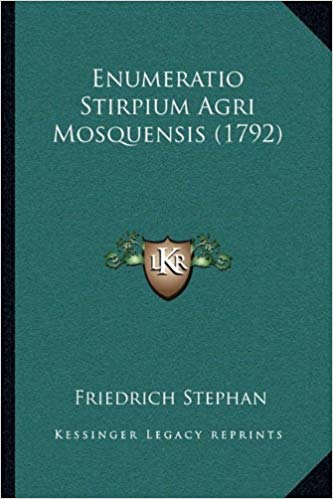 Enumeratio
Stirpium Agri
Mosquensis (1792)
LKR
Friedrich Stephan
Kessinger Legacy reprints